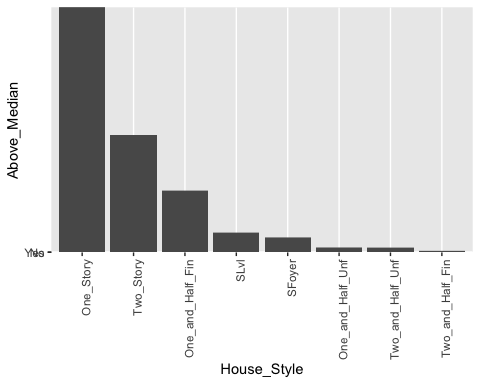 Above_Median
One_Story
Two_Story
One_and_Half_Fin
SLvl
SFoyer
One_and_Half_Unf
Two_and_Half_Unf
Two_and_Half_Fin
House_Style